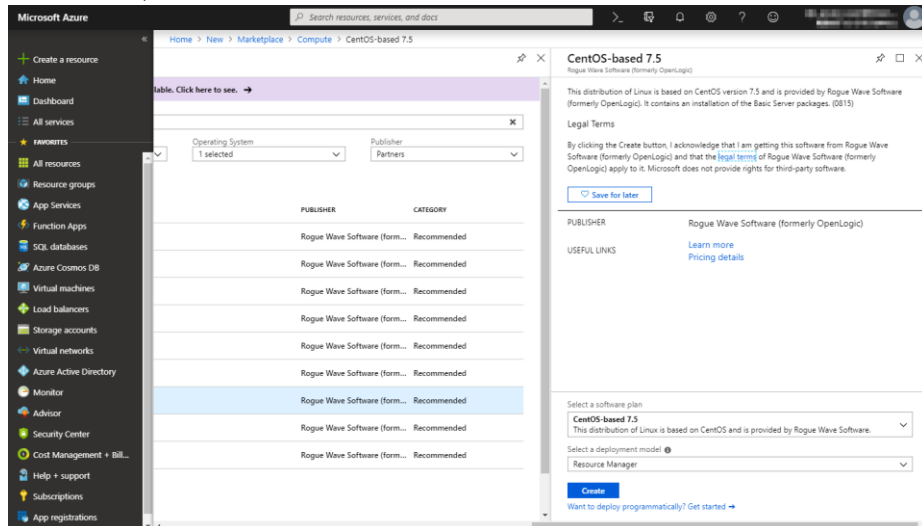 Microsoft Azure
Search resources, services, and docs
Home > New > Marketplace > Compute > CentOS-based 7.5
Create a resource
Home
Dashboard
All services
FAVORITES
All resources
Resource groups
App Services
Function Apps
SQL databases
Azure Cosmos DB
Virtual machines
Load balancers
Storage accounts
Virtual networks
Azure Active Directory
Monitor
Advisor
Security Center
Cost Management + Bill...
Help + support
Subscriptions
App registrations
lable. Click here to see. →
Operating System
1 selected
Publisher
Partners
PUBLISHER CATEGORY
Rogue Wave Software (form... Recommended
Rogue Wave Software (form... Recommended
Rogue Wave Software (form... Recommended
Rogue Wave Software (form... Recommended
Rogue Wave Software (form... Recommended
Rogue Wave Software (form... Recommended
Rogue Wave Software (form... Recommended
Rogue Wave Software (form... Recommended
Rogue Wave Software (form... Recommended
CentOS-based 7.5
Rogue Wave Software (formerly OpenLogic)
This distribution of Linux is based on CentOS version 7.5 and is provided by Rogue Wave Software
(formerly OpenLogic). It contains an installation of the Basic Server packages. (0815)
Legal Terms
By clicking the Create button, I acknowledge that I am getting this software from Rogue Wave
Software (formerly OpenLogic) and that the legal terms of Rogue Wave Software (formerly
OpenLogic) apply to it. Microsoft does not provide rights for third-party software.
Save for later
PUBLISHER Rogue Wave Software (formerly OpenLogic)
USEFUL LINKS Learn more
Pricing details
Select a software plan
CentOS-based 7.5
This distribution of Linux is based on CentOS and is provided by Rogue Wave Software.
Select a deployment model
Resource Manager
Create
Want to deploy programmatically? Get started →